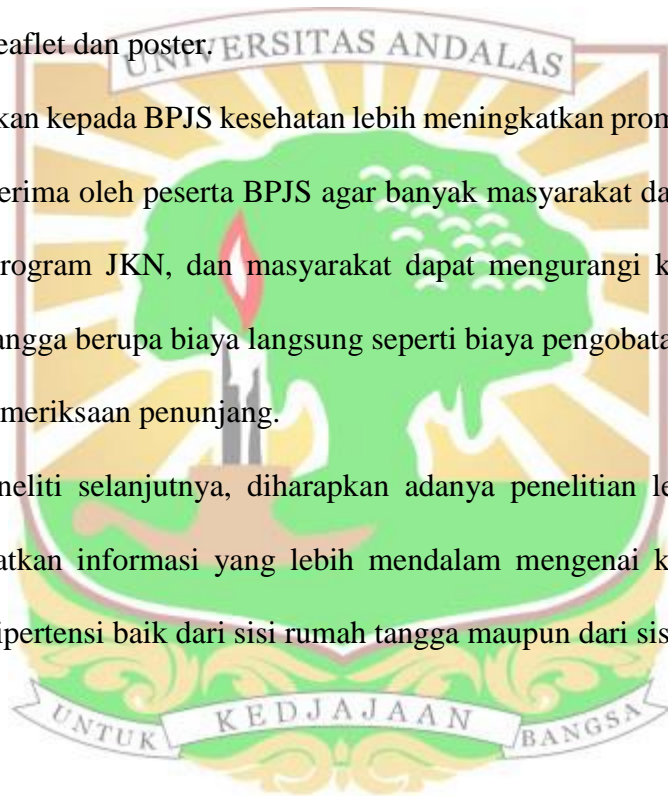 eaflet dan poster.
UNIVERSITAS ANDALAS
kan kepada BPJS kesehatan lebih meningkatkan prom
erima oleh peserta BPJS agar banyak masyarakat da
rogram JKN, dan masyarakat dapat mengurangi k
angga berupa biaya langsung seperti biaya pengobata
meriksaan penunjang.
neliti selanjutnya, diharapkan adanya penelitian le
atkan informasi yang lebih mendalam mengenai k
ipertensi baik dari sisi rumah tangga maupun dari sis
UNTUK KEDJAJAAN BANGSA